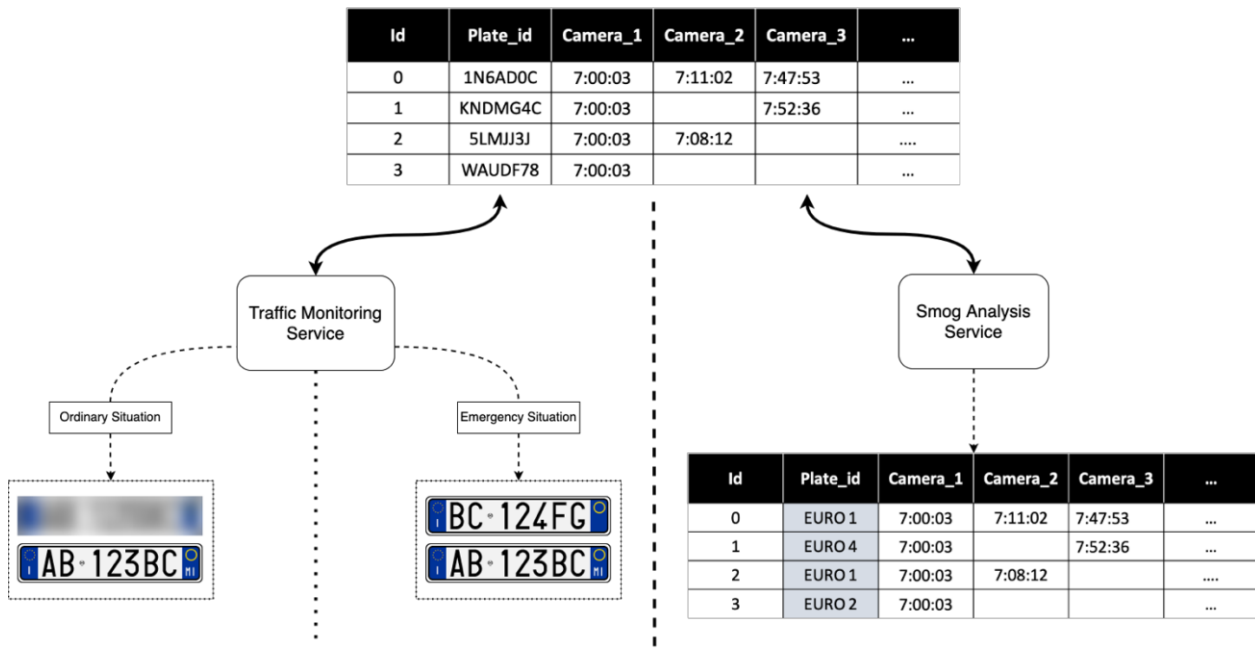 Id Plate_id Camera_1 Camera_2 Camera_3 ...
0 1N6AD0C 7:00:03 7:11:02 7:47:53 ...
1 KNDMG4C 7:00:03 7:52:36 ...
2 5LMJJ3J 7:00:03 7:08:12 ....
3 WAUDF78 7:00:03 ...
Traffic Monitoring
Service
Ordinary Situation
Emergency Situation
I AB 123BC MI
I BC 124FG
I AB 123BC MI
Smog Analysis
Service
Id Plate_id Camera_1 Camera_2 Camera_3 ...
0 EURO 1 7:00:03 7:11:02 7:47:53 ...
1 EURO 4 7:00:03 7:52:36 ...
2 EURO 1 7:00:03 7:08:12 ....
3 EURO 2 7:00:03 ...